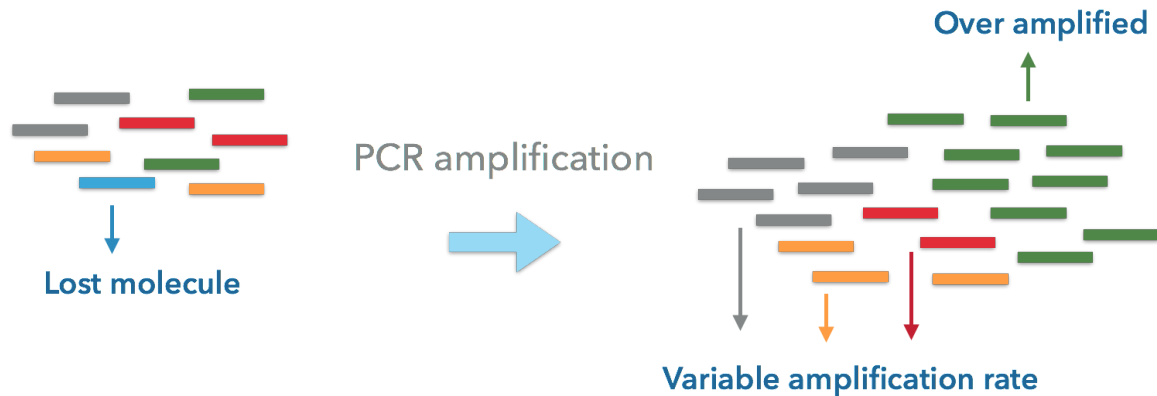 Over amplified
PCR amplification
Lost molecule
Variable amplification rate